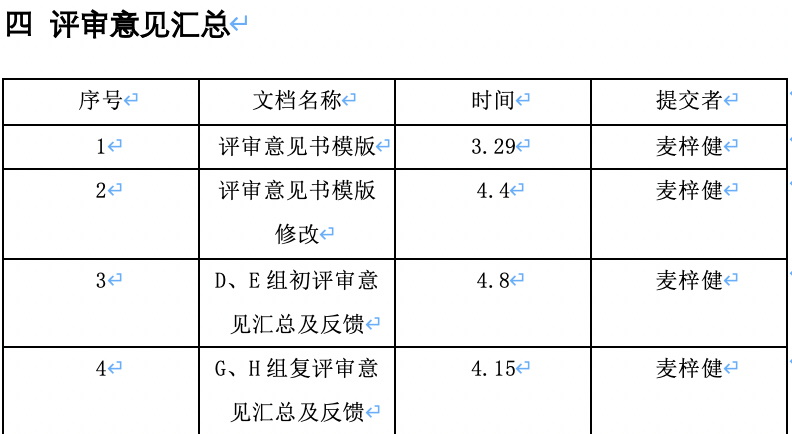 四 评审意见汇总
序号 文档名称 时间 提交者
1 评审意见书模版 3.29 麦梓健
2 评审意见书模版 4.4 麦梓健
修改
3 D、E 组初评审意 4.8 麦梓健
见汇总及反馈
4 G、H 组复评审意 4.15 麦梓健
见汇总及反馈